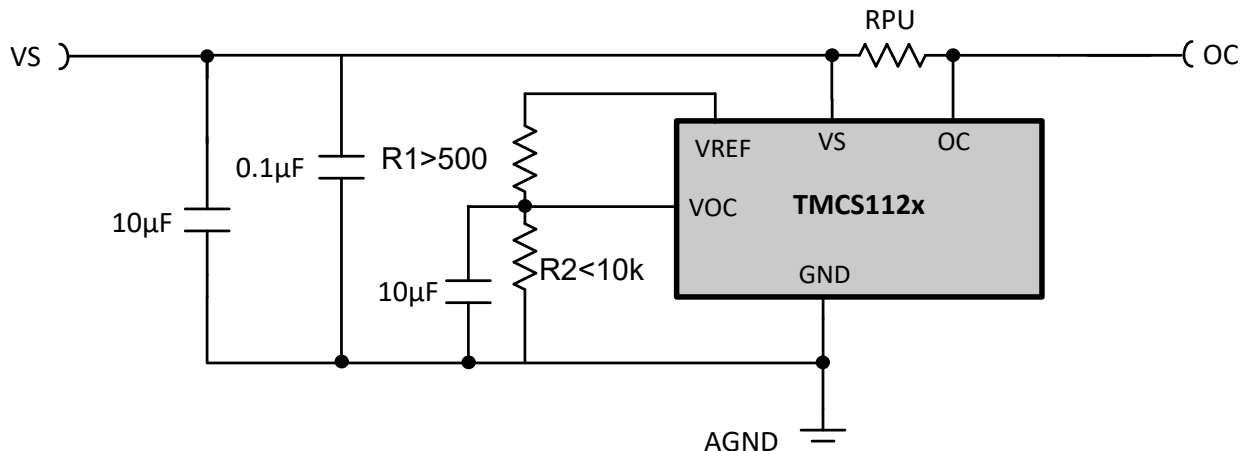 RPU
VS
OC
VREF
VS
OC
0.1µF
R1>500
VOC
TMCS112x
10µF
R2<10k
GND
10µF
AGND